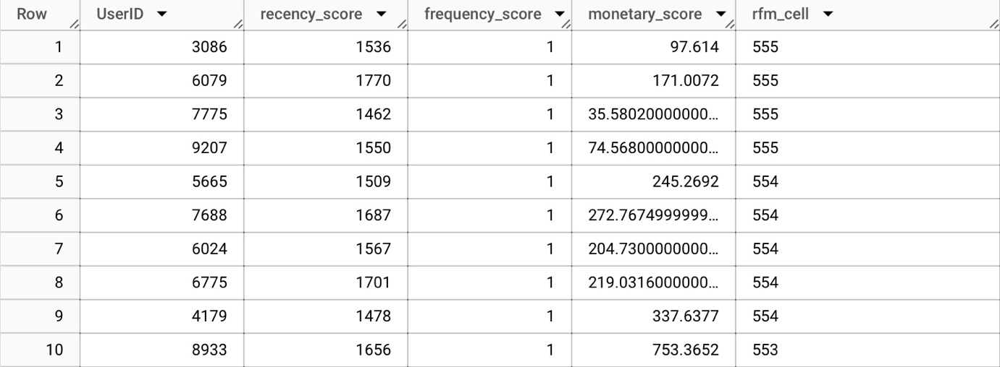 Row UserID recency_score frequency_score monetary_score rfm_cell
1 3086 1536 1 97.614 555
2 6079 1770 1 171.0072 555
3 7775 1462 1 35.58020000000... 555
4 9207 1550 1 74.56800000000... 555
5 5665 1509 1 245.2692 554
6 7688 1687 1 272.7674999999... 554
7 6024 1567 1 204.7300000000... 554
8 6775 1701 1 219.0316000000... 554
9 4179 1478 1 337.6377 554
10 8933 1656 1 753.3652 553